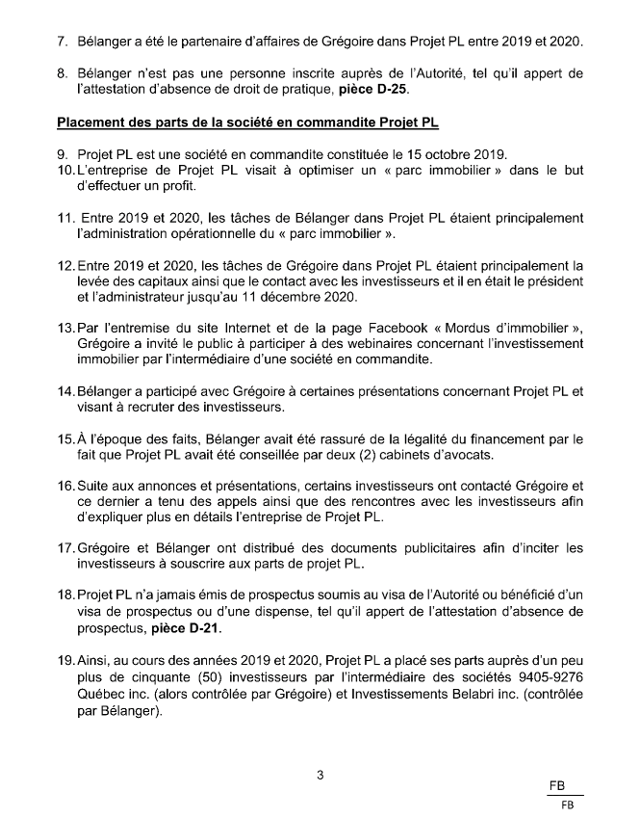 7. Bélanger a été le partenaire d'affaires de Grégoire dans Projet PL entre 2019 et 2020.
8. Bélanger n'est pas une personne inscrite auprès de l'Autorité, tel qu'il appert de
l'attestation d'absence de droit de pratique, pièce D-25.
Placement des parts de la société en commandite Projet PL
9. Projet PL est une société en commandite constituée le 15 octobre 2019.
10. L'entreprise de Projet PL visait à optimiser un « parc immobilier » dans le but
d'effectuer un profit.
11. Entre 2019 et 2020, les tâches de Bélanger dans Projet PL étaient principalement
l'administration opérationnelle du « parc immobilier ».
12. Entre 2019 et 2020, les tâches de Grégoire dans Projet PL étaient principalement la
levée des capitaux ainsi que le contact avec les investisseurs et il en était le président
et l'administrateur jusqu'au 11 décembre 2020.
13. Par l'entremise du site Internet et de la page Facebook « Mordus d'immobilier »,
Grégoire a invité le public à participer à des webinaires concernant l'investissement
immobilier par l'intermédiaire d'une société en commandite.
14. Bélanger a participé avec Grégoire à certaines présentations concernant Projet PL et
visant à recruter des investisseurs.
15. À l'époque des faits, Bélanger avait été rassuré de la légalité du financement par le
fait que Projet PL avait été conseillée par deux (2) cabinets d'avocats.
16. Suite aux annonces et présentations, certains investisseurs ont contacté Grégoire et
ce dernier a tenu des appels ainsi que des rencontres avec les investisseurs afin
d'expliquer plus en détails l'entreprise de Projet PL.
17. Grégoire et Bélanger ont distribué des documents publicitaires afin d'inciter les
investisseurs à souscrire aux parts de projet PL.
18. Projet PL n'a jamais émis de prospectus soumis au visa de l'Autorité ou bénéficié d'un
visa de prospectus ou d'une dispense, tel qu'il appert de l'attestation d'absence de
prospectus, pièce D-21.
19. Ainsi, au cours des années 2019 et 2020, Projet PL a placé ses parts auprès d'un peu
plus de cinquante (50) investisseurs par l'intermédiaire des sociétés 9405-9276
Québec inc. (alors contrôlée par Grégoire) et Investissements Belabri inc. (contrôlée
par Bélanger).
3
FB
FB